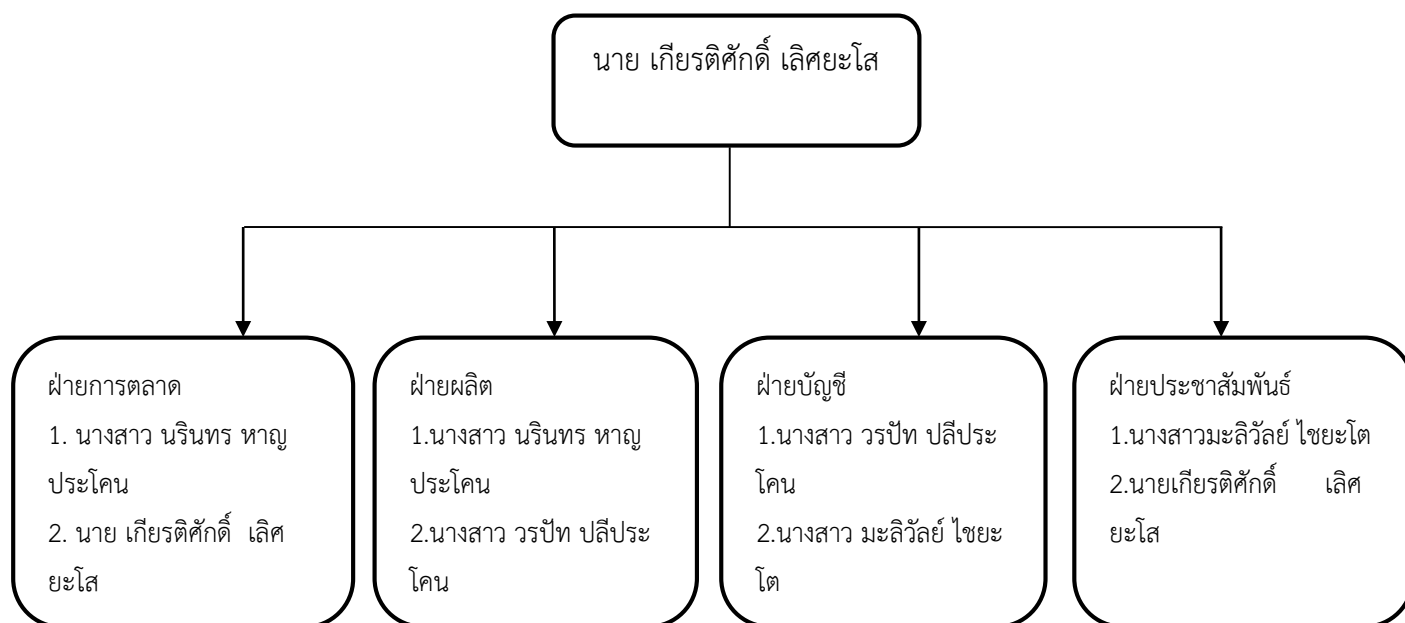 นาย เกียรติศักดิ์ เลิศยะโส
ฝ่ายการตลาด
1. นางสาว นรินทร หาญ
ประโคน
2. นาย เกียรติศักดิ์ เลิศ
ยะโส
ฝ่ายผลิต
1.นางสาว นรินทร หาญ
ประโคน
2.นางสาว วรปัท ปลีประ
โคน
ฝ่ายบัญชี
1.นางสาว วรปัท ปลีประ
โคน
2.นางสาว มะลิวัลย์ ไชยะ
โต
ฝ่ายประชาสัมพันธ์
1.นางสาวมะลิวัลย์ ไชยะโต
2.นายเกียรติศักดิ์ เลิศ
ยะโส